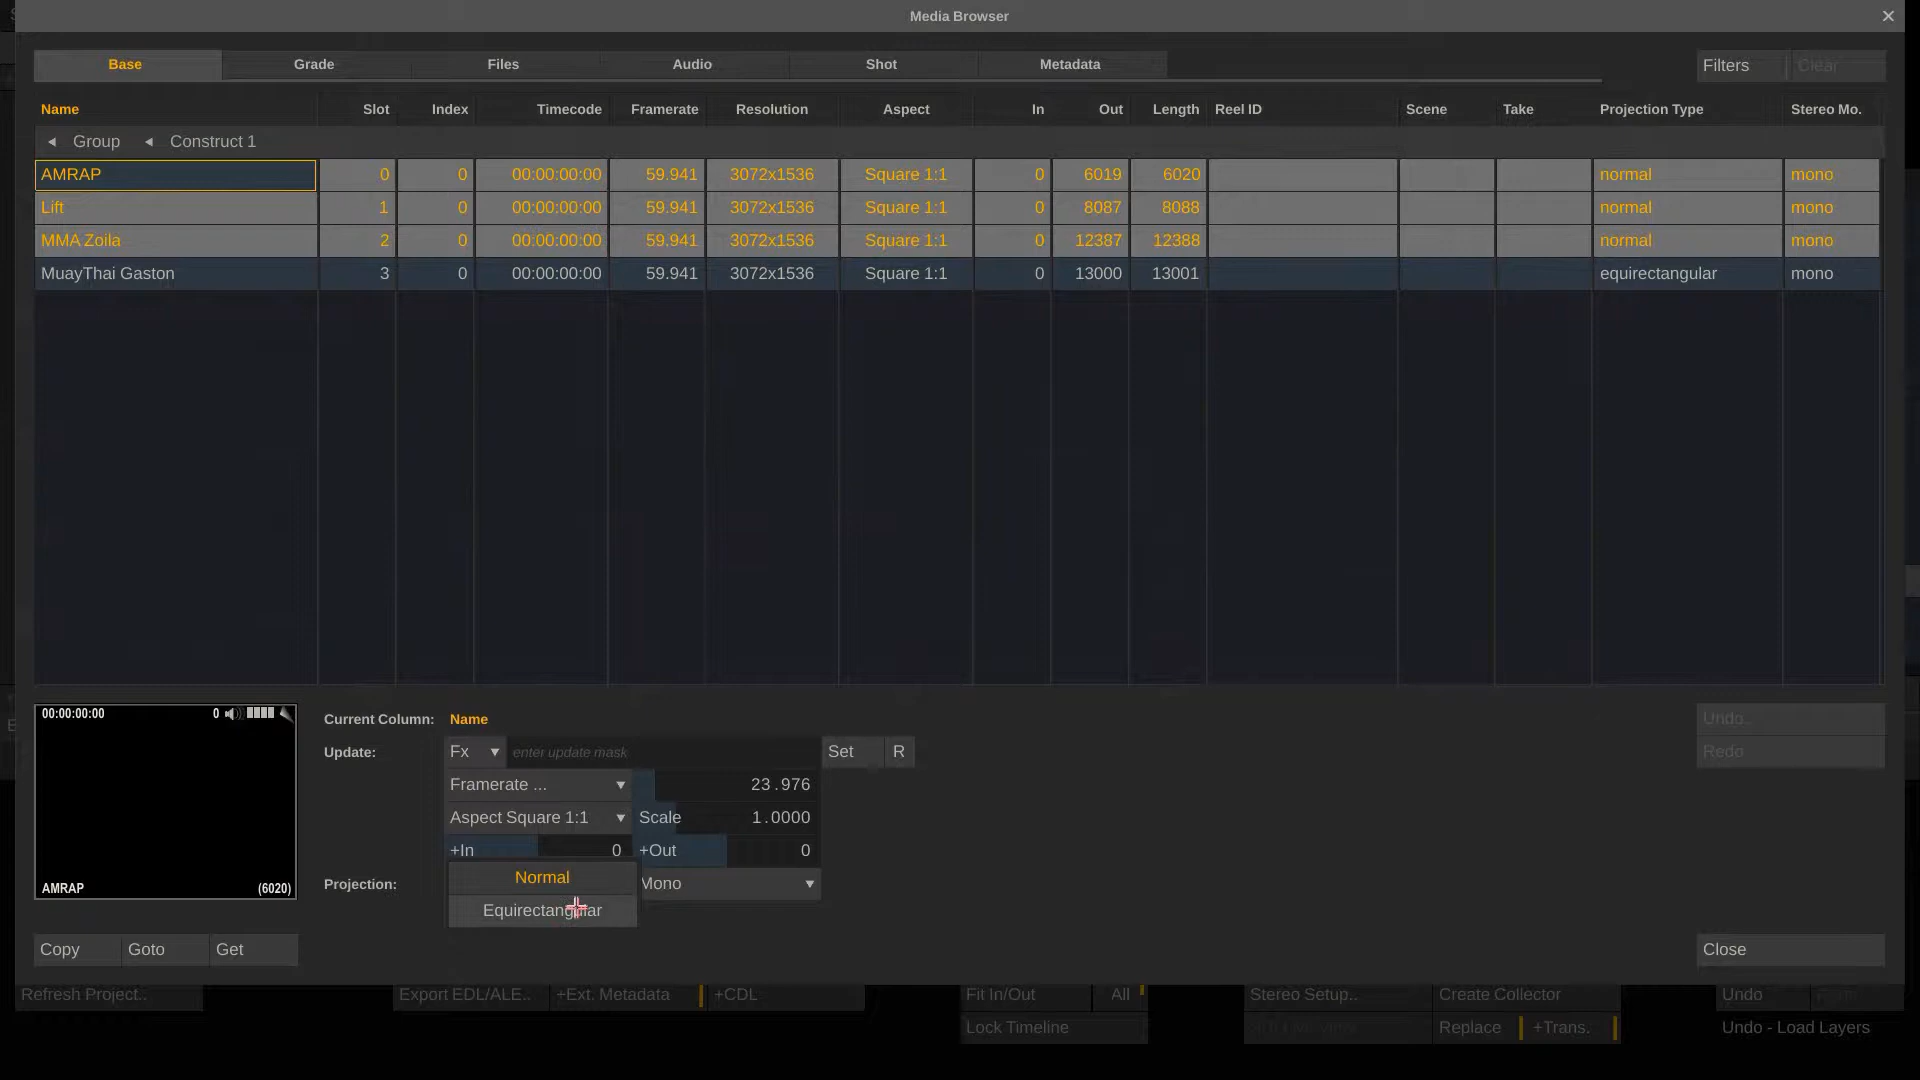 Media Browser ✕
Base Grade Files Audio Shot Metadata Filters Clear
Name Slot Index Timecode Framerate Resolution Aspect In Out Length Reel ID Scene Take Projection Type Stereo Mo.
◄ Group ◄ Construct 1
AMRAP 0 0 00:00:00:00 59.941 3072x1536 Square 1:1 0 6019 6020 normal mono
Lift 1 0 00:00:00:00 59.941 3072x1536 Square 1:1 0 8087 8088 normal mono
MMA Zoila 2 0 00:00:00:00 59.941 3072x1536 Square 1:1 0 12387 12388 normal mono
MuayThai Gaston 3 0 00:00:00:00 59.941 3072x1536 Square 1:1 0 13000 13001 equirectangular mono
00:00:00:00 0
AMRAP (6020)
Current Column: Name
Update: Fx enter update mask Set R
Framerate ... 23.976
Aspect Square 1:1 Scale 1.0000
+In 0 +Out 0
Projection: Normal Mono
Equirectangular
Undo..
Redo
Copy Goto Get Close
Refresh Project.. Export EDL/ALE.. +Ext. Metadata +CDL Fit In/Out All Stereo Setup.. Create Collector Undo
Lock Timeline Replace +Trans. Undo - Load Layers